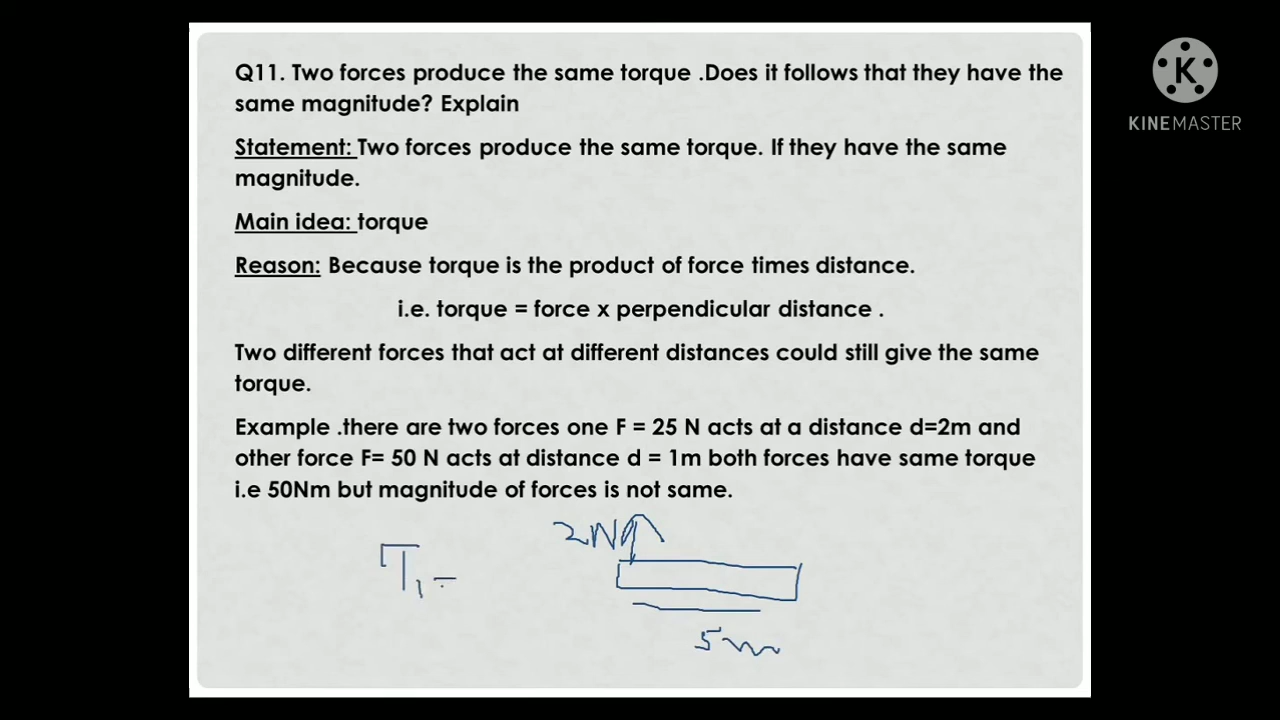 Q11. Two forces produce the same torque .Does it follows that they have the
same magnitude? Explain
Statement: Two forces produce the same torque. If they have the same
magnitude.
Main idea: torque
Reason: Because torque is the product of force times distance.
i.e. torque = force x perpendicular distance .
Two different forces that act at different distances could still give the same
torque.
Example .there are two forces one F = 25 N acts at a distance d=2m and
other force F= 50 N acts at distance d = 1m both forces have same torque
i.e 50Nm but magnitude of forces is not same.
2N
T1 =
5m
K
KINEMASTER